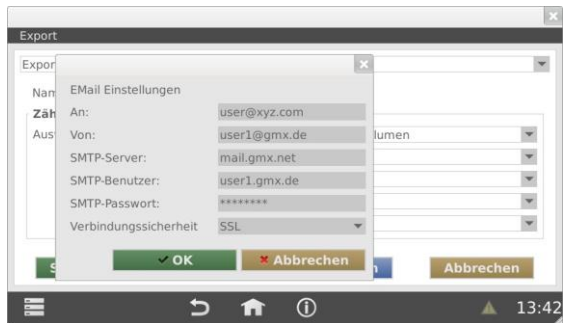 Export
Expor
Nam
Zäh
EMail Einstellungen
An: user@xyz.com
Aus
Von: user1@gmx.de
lumen
SMTP-Server: mail.gmx.net
SMTP-Benutzer: user1.gmx.de
SMTP-Passwort: ********
Verbindungssicherheit SSL
OK Abbrechen
S
n
Abbrechen
13:42